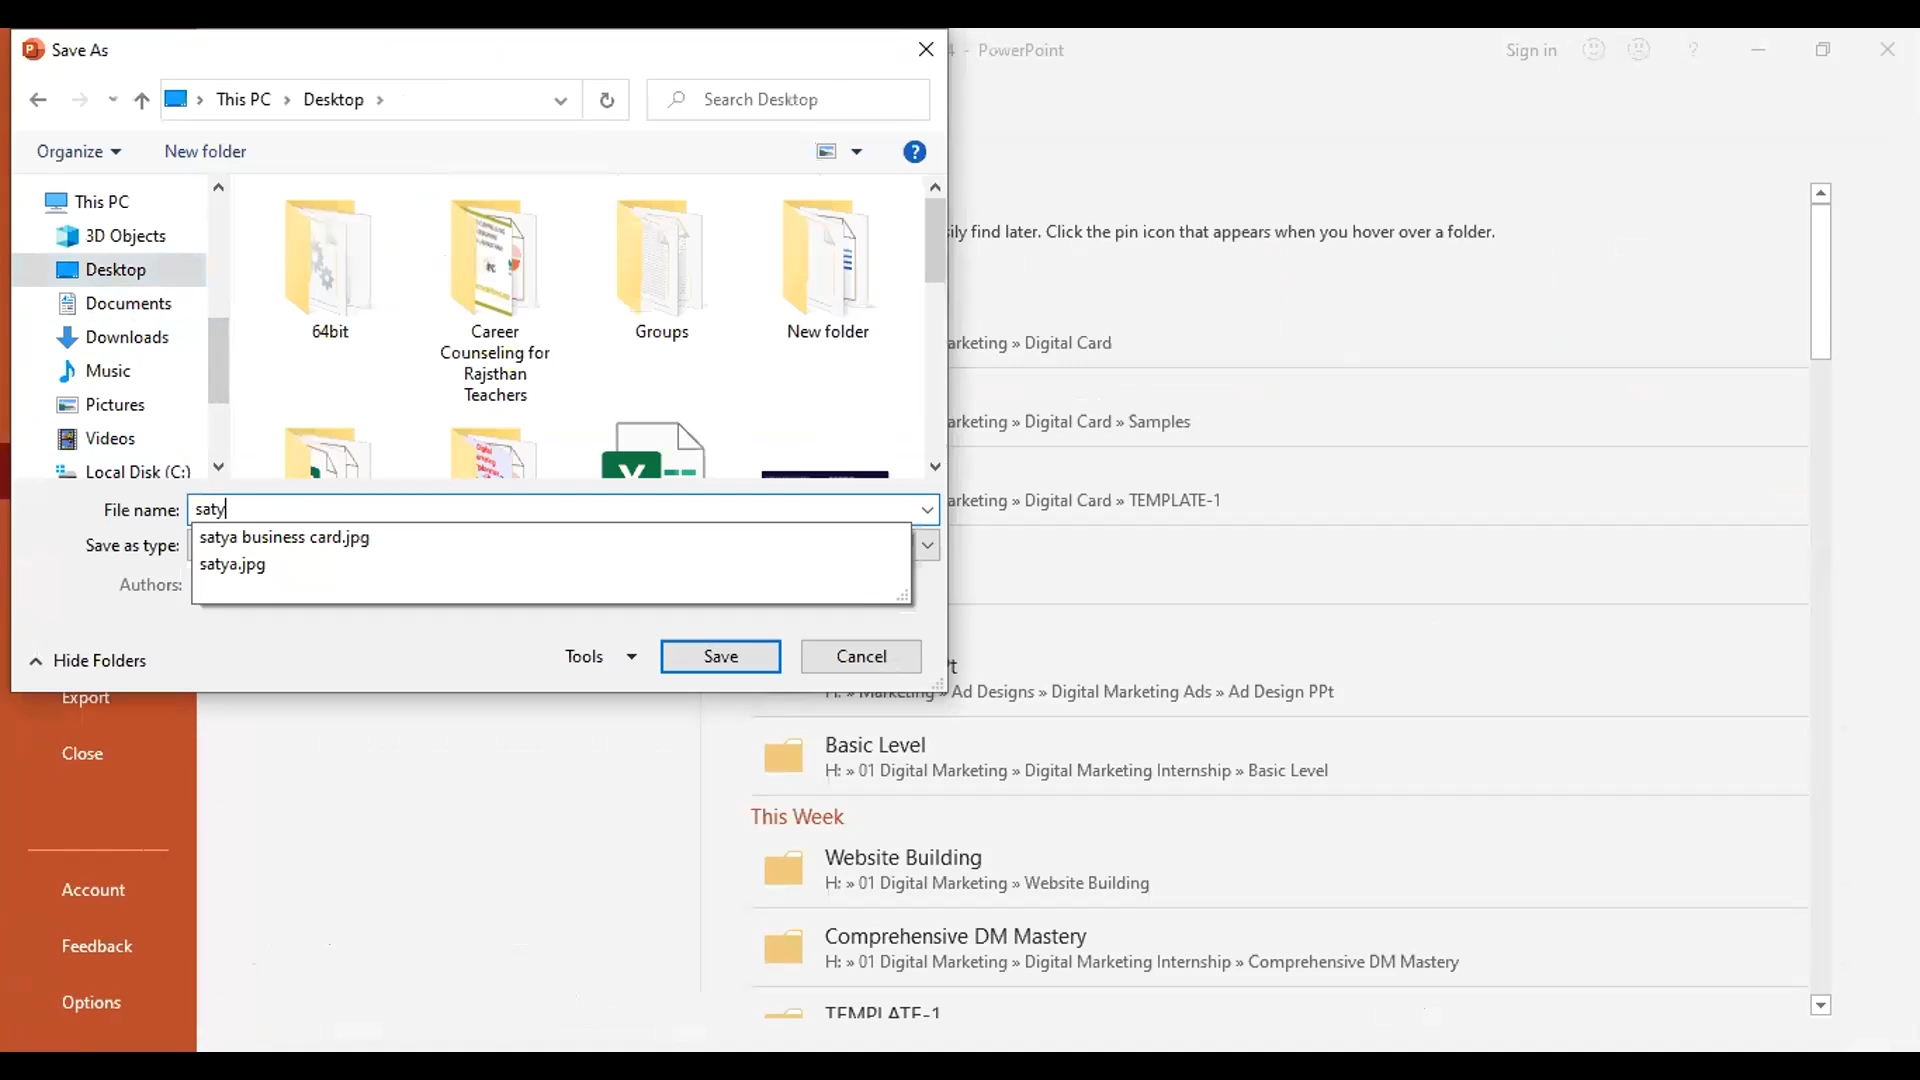 Save As
4 - PowerPoint
Sign in
?
This PC
Desktop
Search Desktop
Organize
New folder
?
This PC
3D Objects
Desktop
Documents
Downloads
Music
Pictures
Videos
Local Disk (C:)
64bit
Career
Counseling for
Rajsthan
Teachers
Groups
New folder
File name: saty
satya business card.jpg
satya.jpg
Save as type:
Authors:
Hide Folders
Tools
Save
Cancel
ily find later. Click the pin icon that appears when you hover over a folder.
arketing » Digital Card
arketing » Digital Card » Samples
arketing » Digital Card » TEMPLATE-1
Pt
H: » Marketing » Ad Designs » Digital Marketing Ads » Ad Design PPt
Basic Level
H: » 01 Digital Marketing » Digital Marketing Internship » Basic Level
This Week
Website Building
H: » 01 Digital Marketing » Website Building
Comprehensive DM Mastery
H: » 01 Digital Marketing » Digital Marketing Internship » Comprehensive DM Mastery
TEMPLATE-1
Export
Close
Account
Feedback
Options